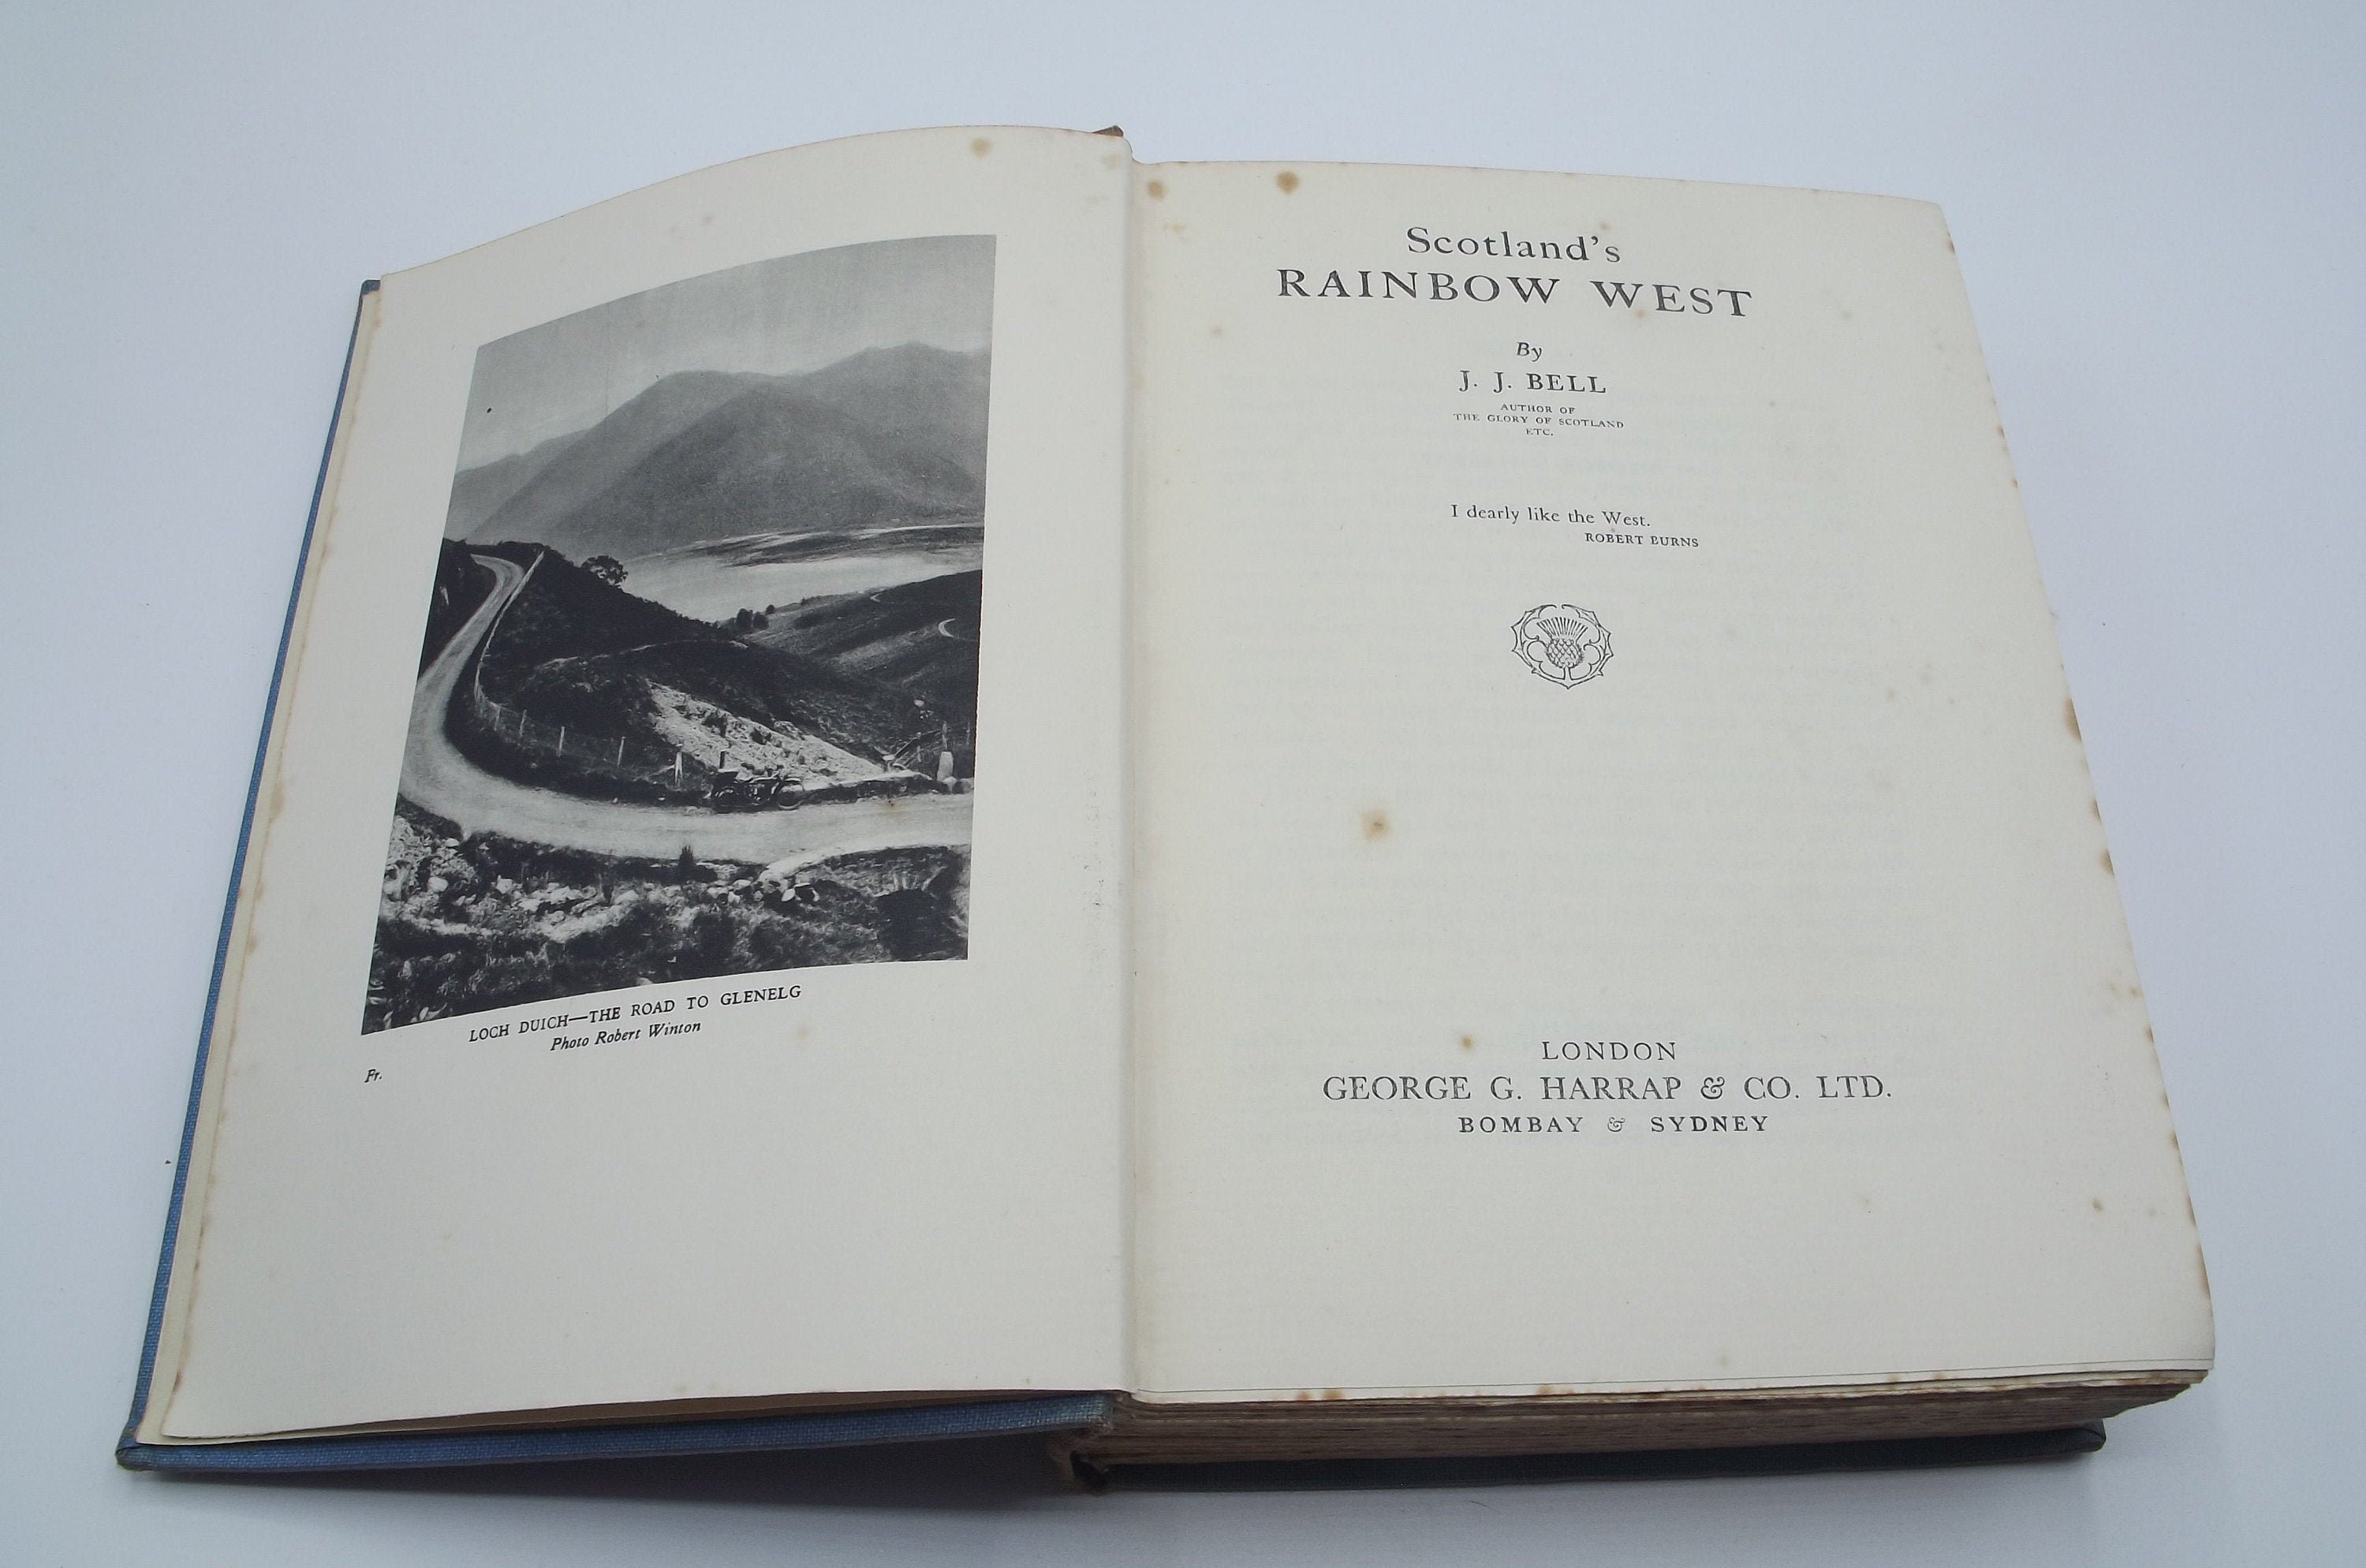 LOCH DUICH—THE ROAD TO GLENELG
Photo Robert Winton
Fr.
Scotland's
RAINBOW WEST
By
J. J. BELL
AUTHOR OF
THE GLORY OF SCOTLAND
ETC.
I dearly like the West.
ROBERT BURNS
LONDON
GEORGE G. HARRAP & CO. LTD.
BOMBAY & SYDNEY